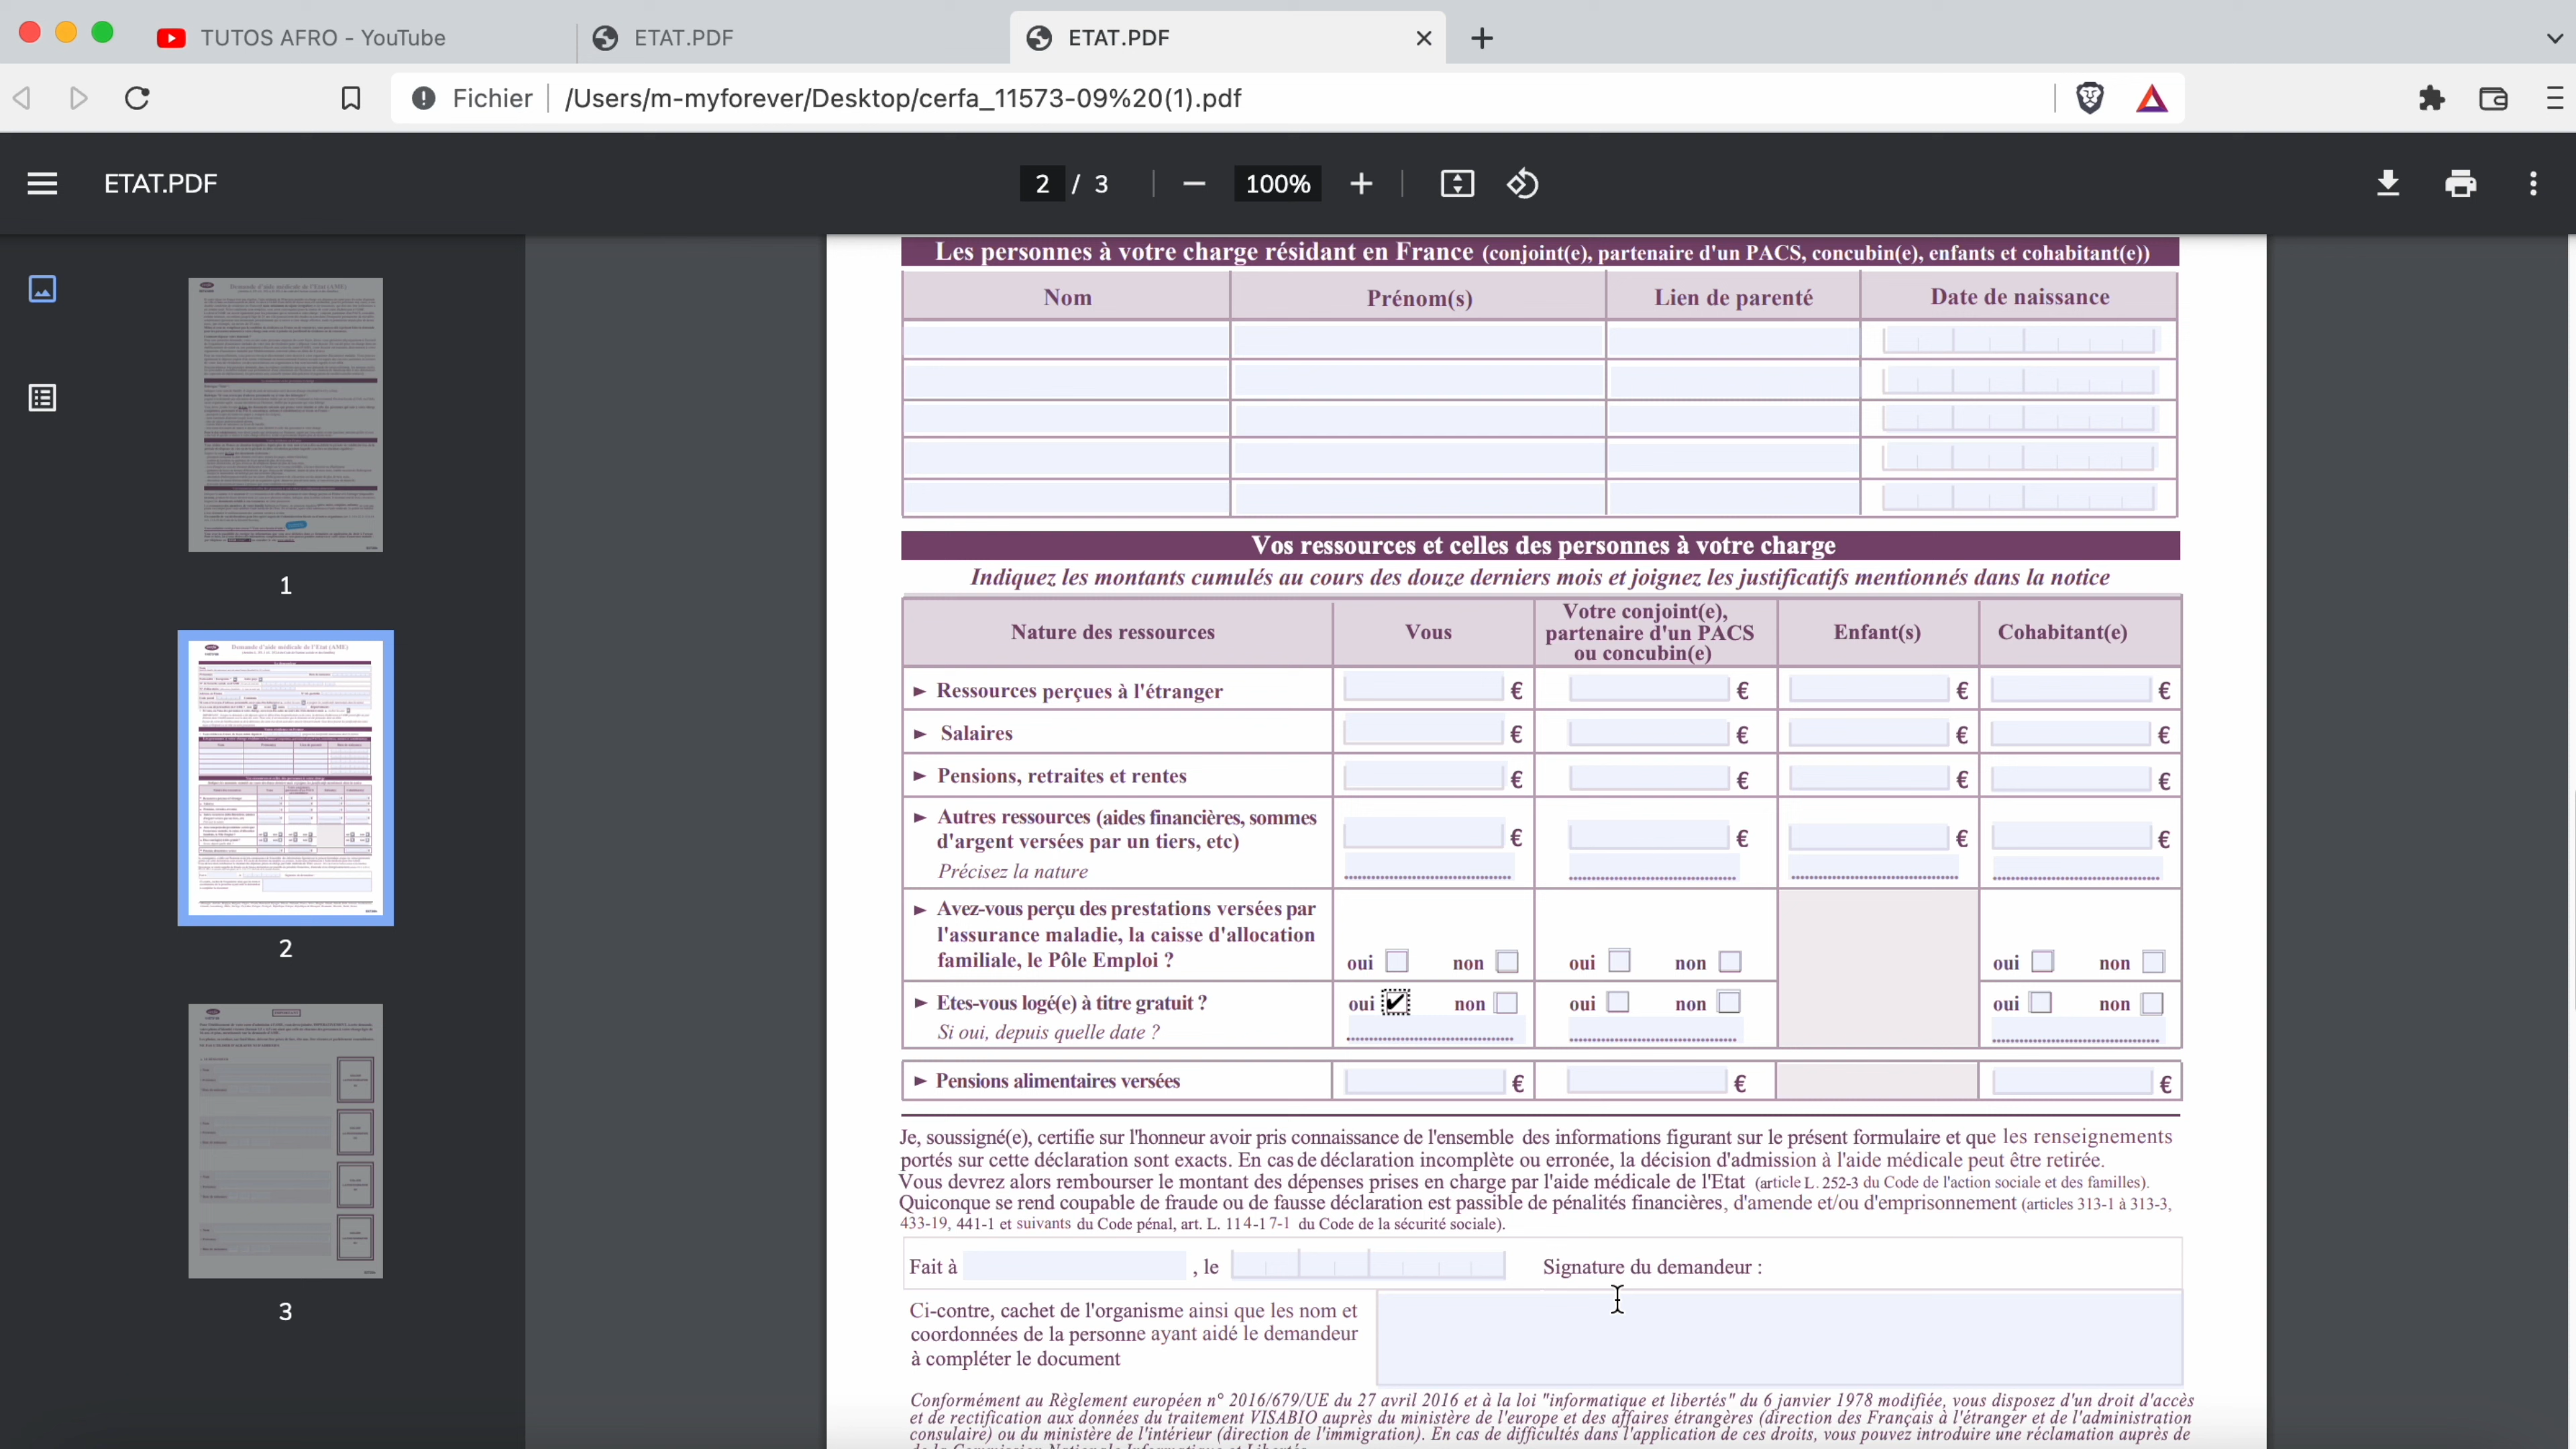 TUTOS AFRO - YouTube
ETAT.PDF
ETAT.PDF
Fichier
/Users/m-myforever/Desktop/cerfa_11573-09%20(1).pdf
ETAT.PDF
2 / 3
100%
1
2
3
Les personnes à votre charge résidant en France (conjoint(e), partenaire d'un PACS, concubin(e), enfants et cohabitant(e))
Nom
Prénom(s)
Lien de parenté
Date de naissance
Vos ressources et celles des personnes à votre charge
Indiquez les montants cumulés au cours des douze derniers mois et joignez les justificatifs mentionnés dans la notice
Nature des ressources
Vous
Votre conjoint(e),
partenaire d'un PACS
ou concubin(e)
Enfant(s)
Cohabitant(e)
► Ressources perçues à l'étranger € € € €
► Salaires € € € €
► Pensions, retraites et rentes € € € €
► Autres ressources (aides financières, sommes
d'argent versées par un tiers, etc) € € € €
Précisez la nature
► Avez-vous perçu des prestations versées par
l'assurance maladie, la caisse d'allocation
familiale, le Pôle Emploi ? oui non oui non oui non
► Etes-vous logé(e) à titre gratuit ? oui ✔ non oui non oui non
Si oui, depuis quelle date ?
► Pensions alimentaires versées € € €
Je, soussigné(e), certifie sur l'honneur avoir pris connaissance de l'ensemble des informations figurant sur le présent formulaire et que les renseignements
portés sur cette déclaration sont exacts. En cas de déclaration incomplète ou erronée, la décision d'admission à l'aide médicale peut être retirée.
Vous devrez alors rembourser le montant des dépenses prises en charge par l'aide médicale de l'Etat (article L. 252-3 du Code de l'action sociale et des familles).
Quiconque se rend coupable de fraude ou de fausse déclaration est passible de pénalités financières, d'amende et/ou d'emprisonnement (articles 313-1 à 313-3,
433-19, 441-1 et suivants du Code pénal, art. L. 114-17-1 du Code de la sécurité sociale).
Fait à , le Signature du demandeur :
Ci-contre, cachet de l'organisme ainsi que les nom et
coordonnées de la personne ayant aidé le demandeur
à compléter le document
Conformément au Règlement européen n° 2016/679/UE du 27 avril 2016 et à la loi "informatique et libertés" du 6 janvier 1978 modifiée, vous disposez d'un droit d'accès
et de rectification aux données du traitement VISABIO auprès du ministère de l'europe et des affaires étrangères (direction des Français à l'étranger et de l'administration
consulaire) ou du ministère de l'intérieur (direction de l'immigration). En cas de difficultés dans l'application de ces droits, vous pouvez introduire une réclamation auprès de